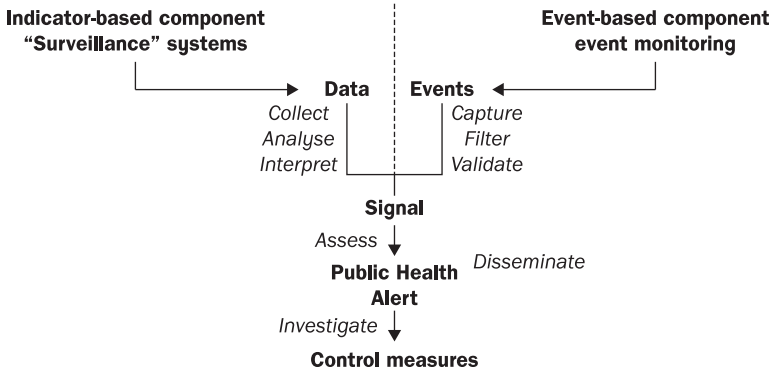 Indicator-based component
“Surveillance” systems
Event-based component
event monitoring
Data
Events
Collect
Analyse
Interpret
Capture
Filter
Validate
Signal
Assess
Public Health
Alert
Disseminate
Investigate
Control measures